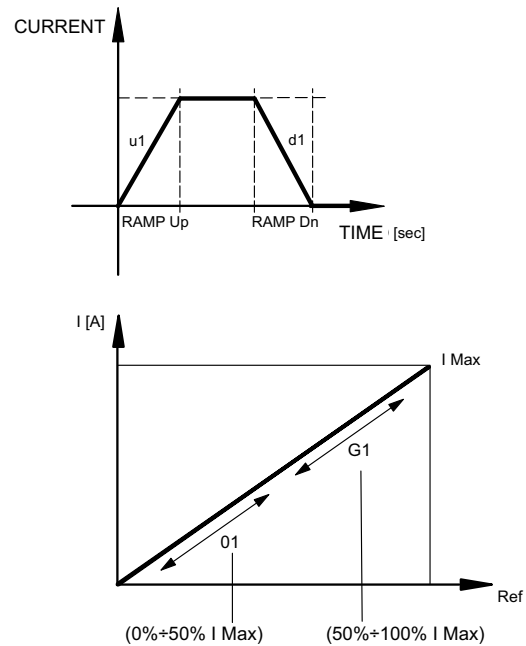 CURRENT
u1
d1
RAMP Up
RAMP Dn
TIME [sec]
I [A]
I Max
G1
01
Ref
(0%÷50% I Max)
(50%÷100% I Max)